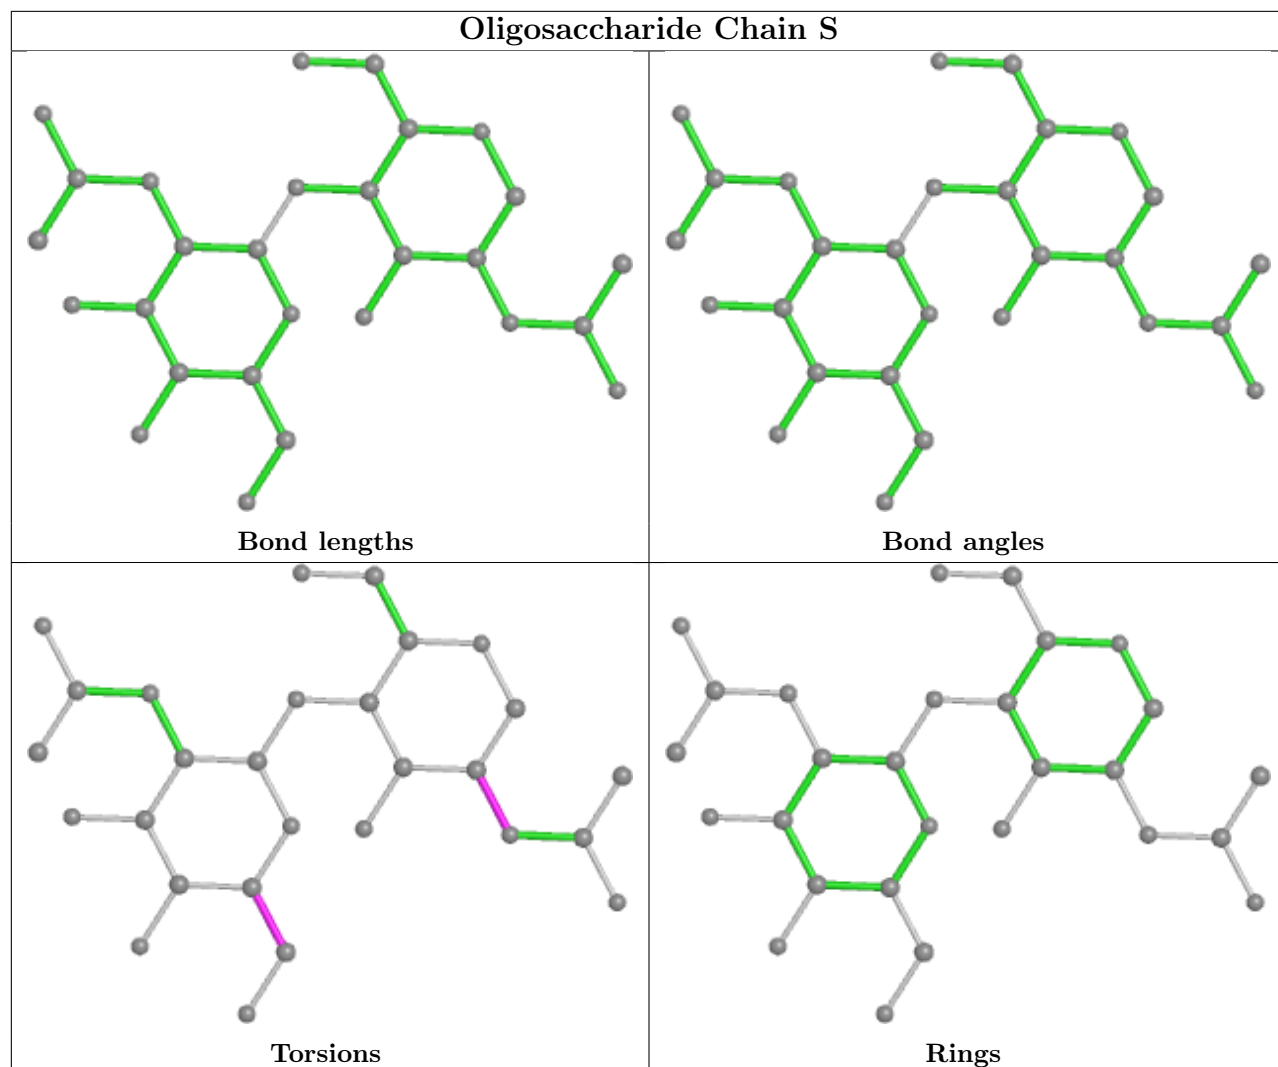 Oligosaccharide Chain S
Bond lengths
Bond angles
Torsions
Rings